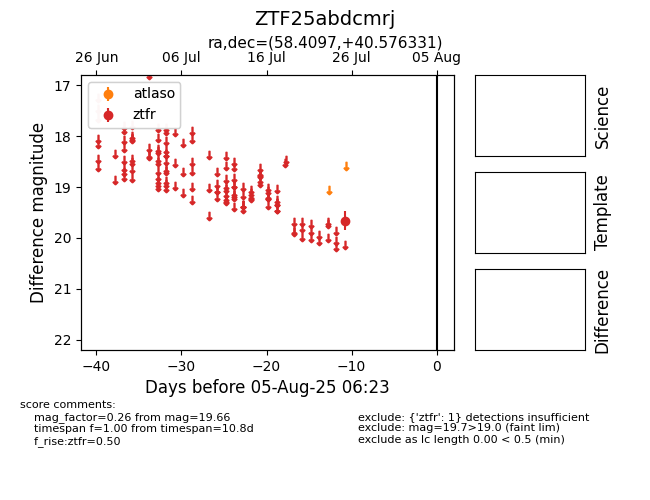 ZTF25abdcmrj
ra,dec=(58.4097,+40.576331)
26 Jun 06 Jul 16 Jul 26 Jul 05 Aug
atlaso
ztfr
17
18
19
20
21
22
Difference magnitude
−40 −30 −20 −10 0
Days before 05-Aug-25 06:23
Science
Template
Difference
score comments:
mag_factor=0.26 from mag=19.66
timespan f=1.00 from timespan=10.8d
f_rise:ztfr=0.50
exclude: {'ztfr': 1} detections insufficient
exclude: mag=19.7>19.0 (faint lim)
exclude as lc length 0.00 < 0.5 (min)